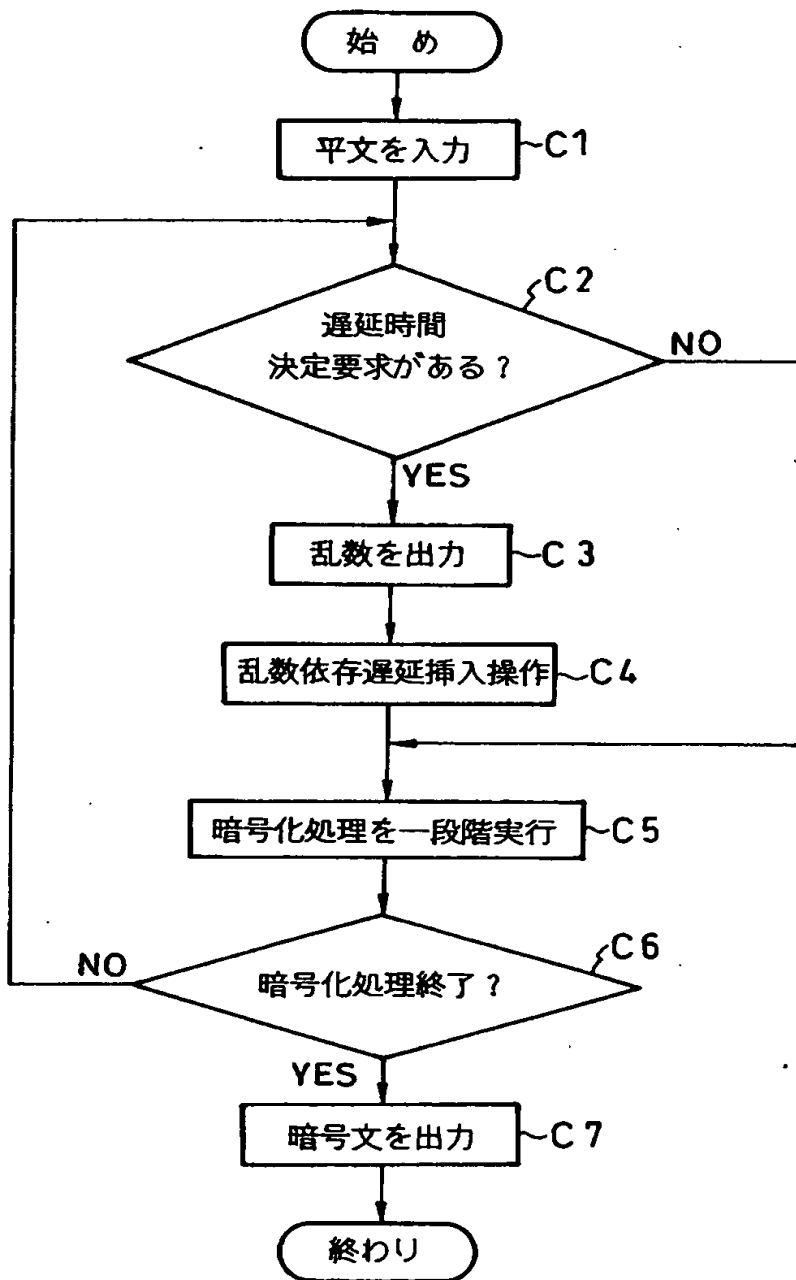 始 め
平文を入力
C1
遅延時間
決定要求がある?
C2
NO
YES
乱数を出力
C3
乱数依存遅延挿入操作
C4
暗号化処理を一段階実行
C5
暗号化処理終了?
C6
NO
YES
暗号文を出力
C7
終わり